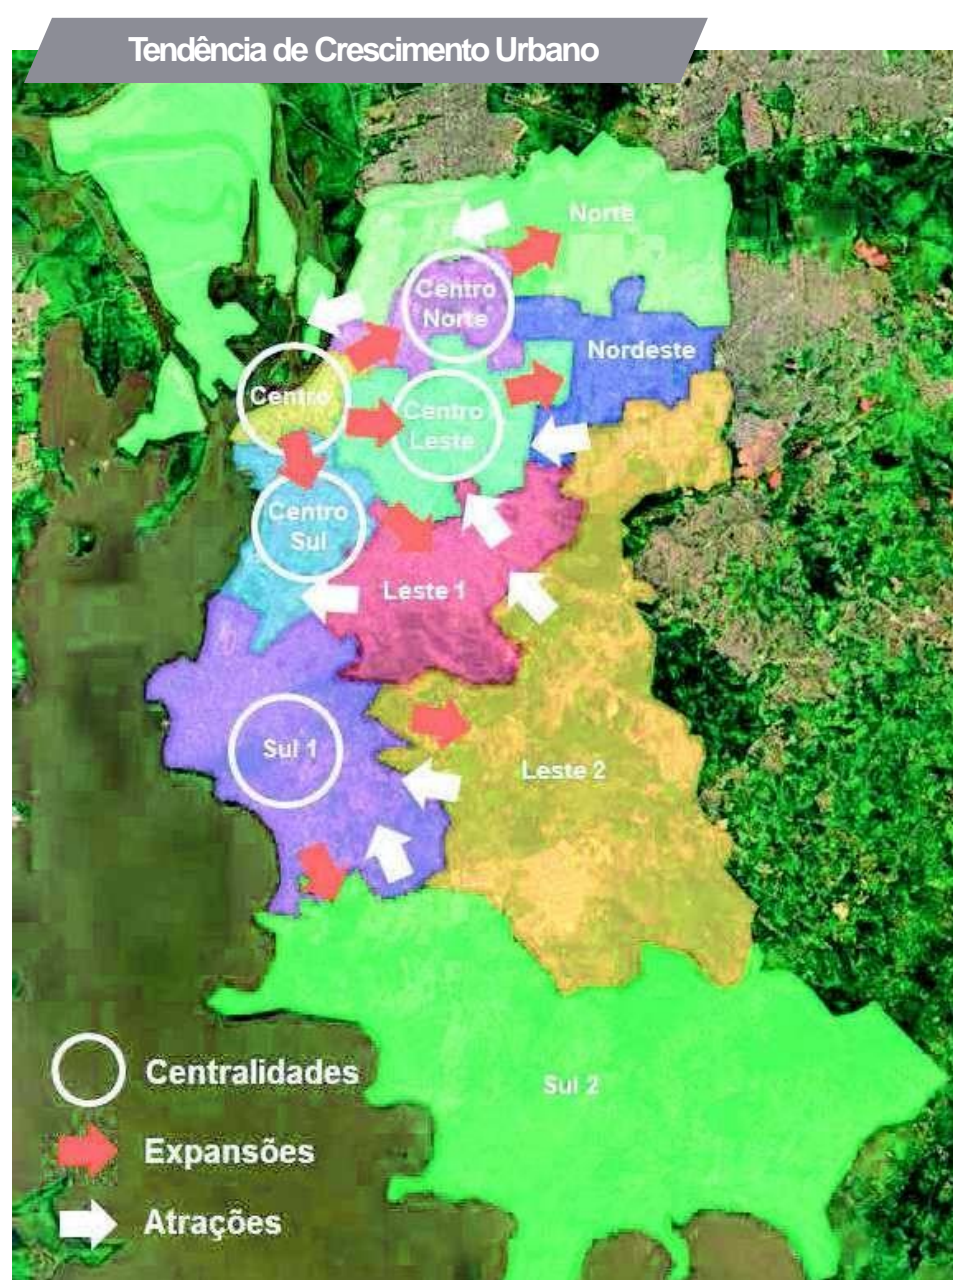 Tendência de Crescimento Urbano
Norte
Centro
Norte
Nordeste
Centro
Centro
Leste
Centro
Sul
Leste 1
Sul 1
Leste 2
Sul 2
Centralidades
Expansões
Atrações